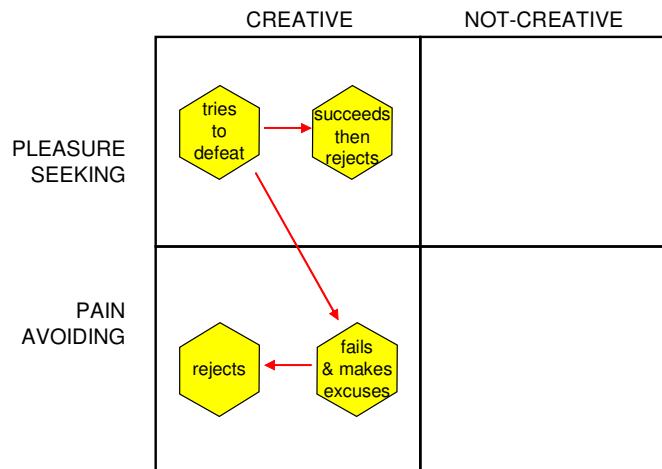 CREATIVE
NOT-CREATIVE
PLEASURE
SEEKING
tries
to
defeat
succeeds
then
rejects
PAIN
AVOIDING
rejects
fails
& makes
excuses